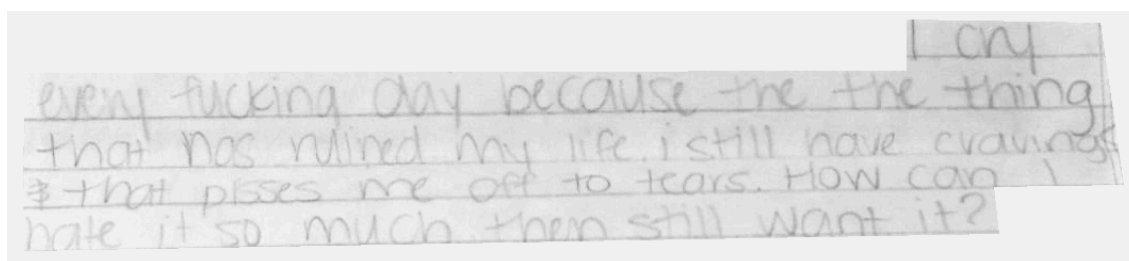 I cry
every fucking day because the the thing
that has ruined my life. i still have cravings
& that pisses me off to tears. How can I
hate it so much then still want it?